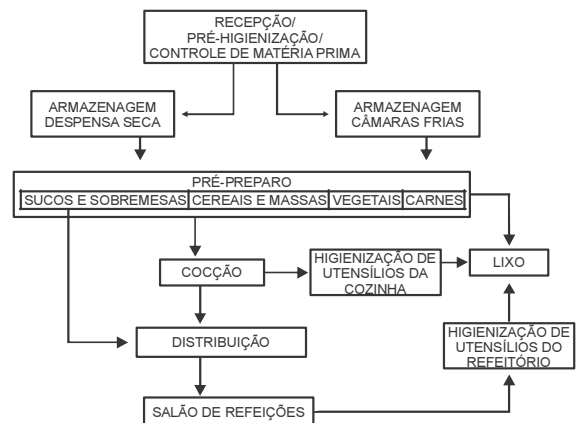 RECEPÇÃO/
PRÉ-HIGIENIZAÇÃO/
CONTROLE DE MATÉRIA PRIMA
ARMAZENAGEM
DESPENSA SECA
ARMAZENAGEM
CÂMARAS FRIAS
PRÉ-PREPARO
SUCOS E SOBREMESAS CEREAIS E MASSAS VEGETAIS CARNES
COCÇÃO
HIGIENIZAÇÃO DE
UTENSÍLIOS DA
COZINHA
LIXO
DISTRIBUIÇÃO
HIGIENIZAÇÃO DE
UTENSÍLIOS DO
REFEITÓRIO
SALÃO DE REFEIÇÕES